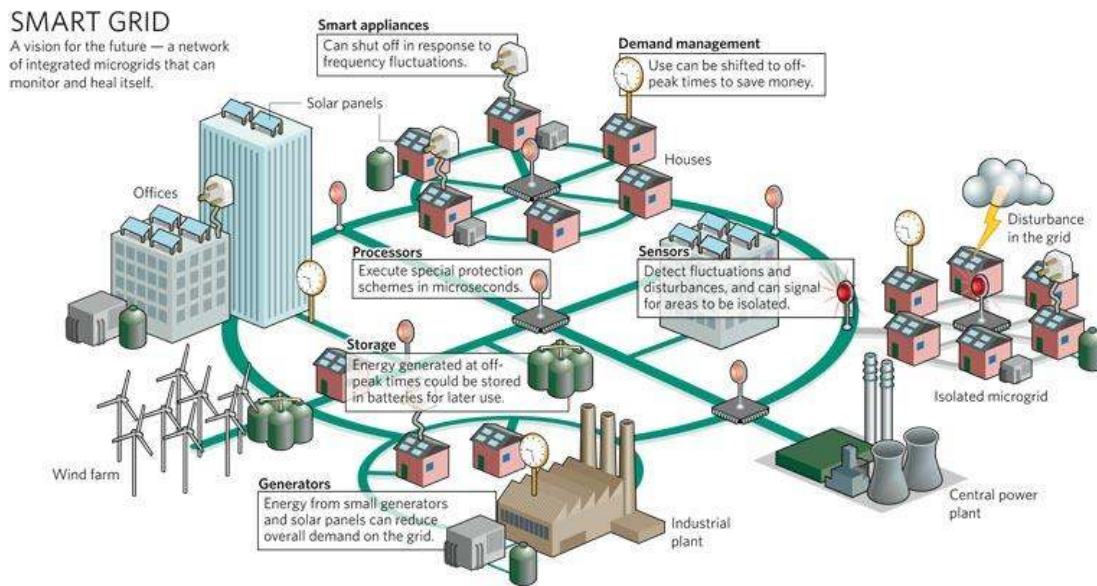 SMART GRID
A vision for the future — a network
of integrated microgrids that can
monitor and heal itself.
Smart appliances
Can shut off in response to
frequency fluctuations.
Demand management
Use can be shifted to off-
peak times to save money.
Solar panels
Houses
Offices
Disturbance
in the grid
Processors
Execute special protection
schemes in microseconds.
Sensors
Detect fluctuations and
disturbances, and can signal
for areas to be isolated.
Storage
Energy generated at off-
peak times could be stored
in batteries for later use.
Isolated microgrid
Wind farm
Generators
Energy from small generators
and solar panels can reduce
overall demand on the grid.
Industrial
plant
Central power
plant